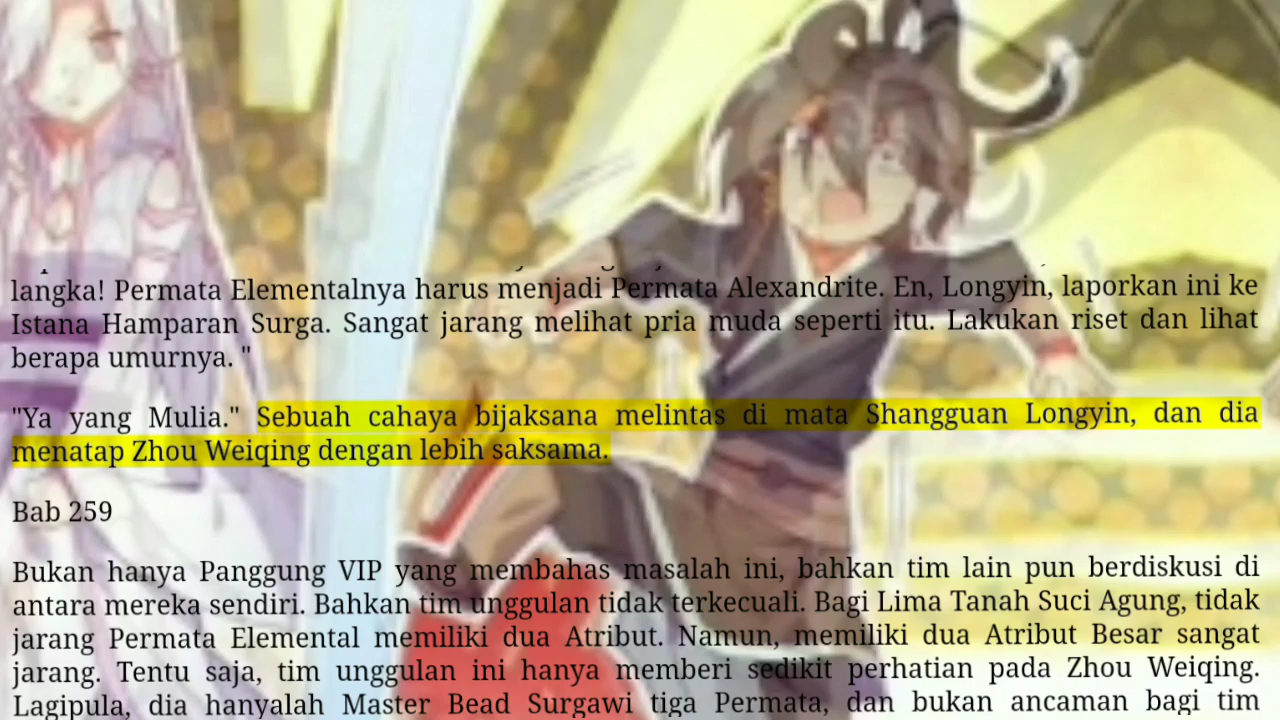 langka! Permata Elementalnya harus menjadi Permata Alexandrite. En, Longyin, laporkan ini ke
Istana Hamparan Surga. Sangat jarang melihat pria muda seperti itu. Lakukan riset dan lihat
berapa umurnya. "
"Ya yang Mulia." Sebuah cahaya bijaksana melintas di mata Shangguan Longyin, dan dia
menatap Zhou Weiqing dengan lebih saksama.
Bab 259
Bukan hanya Panggung VIP yang membahas masalah ini, bahkan tim lain pun berdiskusi di
antara mereka sendiri. Bahkan tim unggulan tidak terkecuali. Bagi Lima Tanah Suci Agung, tidak
jarang Permata Elemental memiliki dua Atribut. Namun, memiliki dua Atribut Besar sangat
jarang. Tentu saja, tim unggulan ini hanya memberi sedikit perhatian pada Zhou Weiqing.
Lagipula, dia hanyalah Master Bead Surgawi tiga Permata, dan bukan ancaman bagi tim